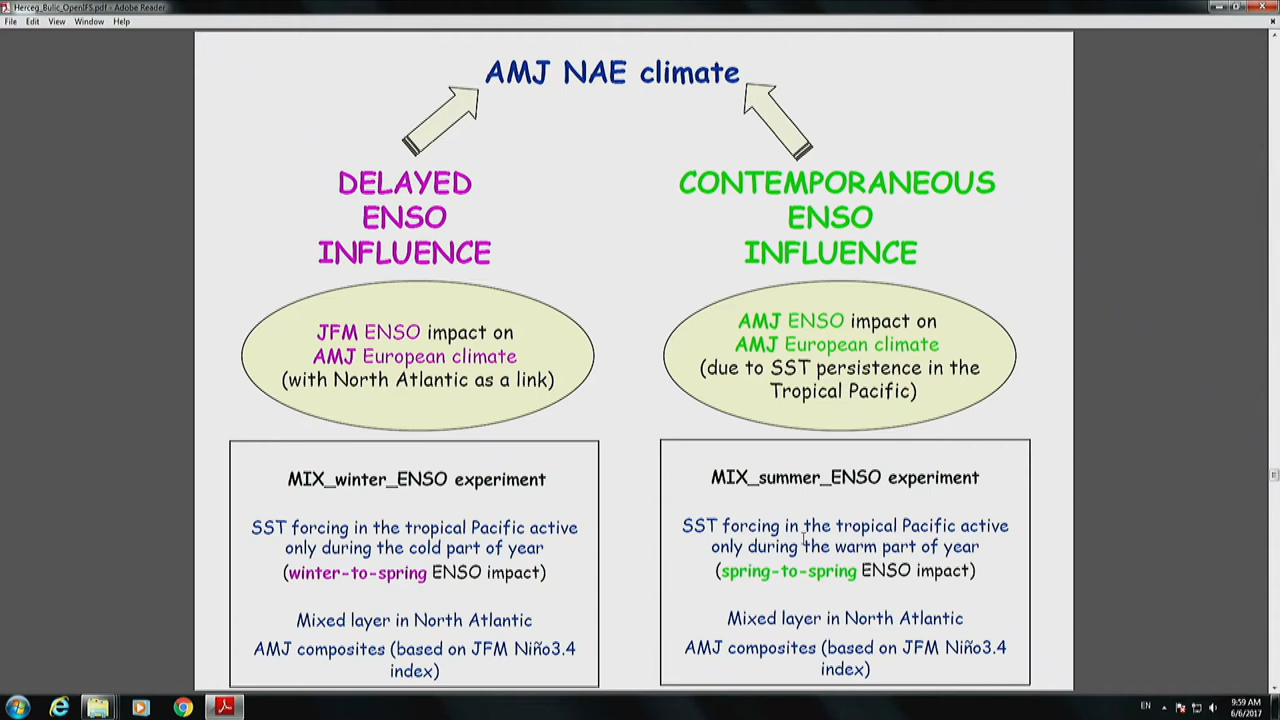 Herceg_Bulic_OpenIFS.pdf - Adobe Reader
File Edit View Window Help
AMJ NAE climate
DELAYED
ENSO
INFLUENCE
JFM ENSO impact on
AMJ European climate
(with North Atlantic as a link)
MIX_winter_ENSO experiment
SST forcing in the tropical Pacific active
only during the cold part of year
(winter-to-spring ENSO impact)
Mixed layer in North Atlantic
AMJ composites (based on JFM Niño3.4
index)
CONTEMPORANEOUS
ENSO
INFLUENCE
AMJ ENSO impact on
AMJ European climate
(due to SST persistence in the
Tropical Pacific)
MIX_summer_ENSO experiment
SST forcing in the tropical Pacific active
only during the warm part of year
(spring-to-spring ENSO impact)
Mixed layer in North Atlantic
AMJ composites (based on JFM Niño3.4
index)
EN
9:59 AM
6/6/2017